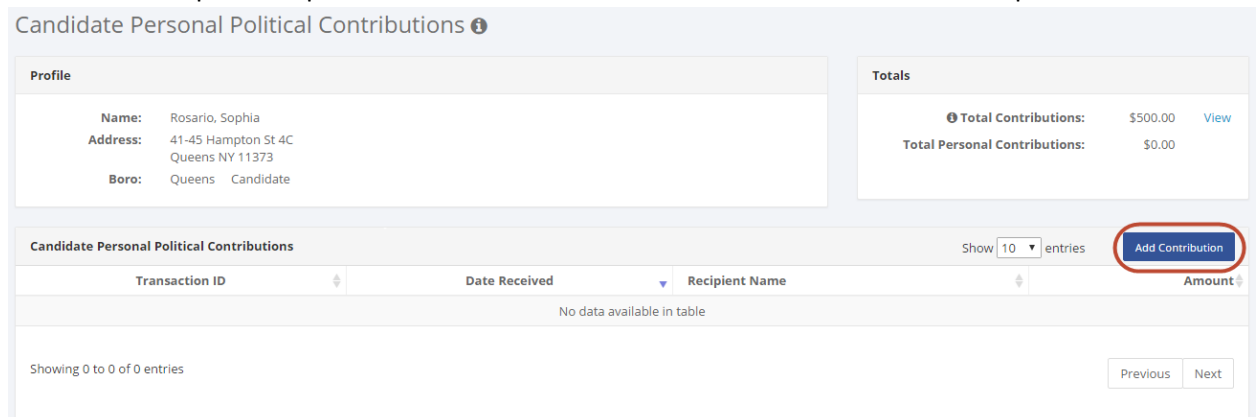 Candidate Personal Political Contributions
Profile
Name: Rosario, Sophia
Address: 41-45 Hampton St 4C
Queens NY 11373
Boro: Queens Candidate
Totals
Total Contributions: $500.00 View
Total Personal Contributions: $0.00
Candidate Personal Political Contributions Show 10 entries Add Contribution
Transaction ID Date Received Recipient Name Amount
No data available in table
Showing 0 to 0 of 0 entries Previous Next